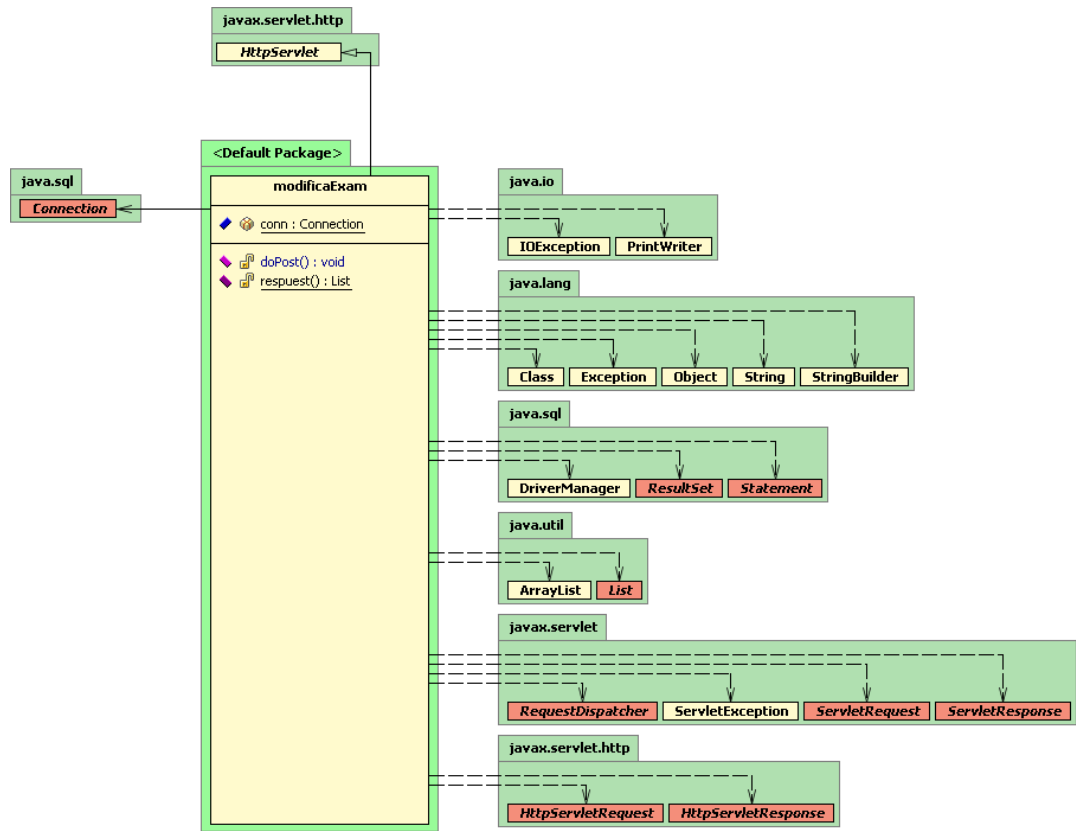 javax.servlet.http
HttpServlet
<Default Package>
java.sql
Connection
modificaExam
conn : Connection
doPost() : void
respuest() : List
java.io
IOException PrintWriter
java.lang
Class Exception Object String StringBuilder
java.sql
DriverManager ResultSet Statement
java.util
ArrayList List
javax.servlet
RequestDispatcher ServletException ServletRequest ServletResponse
javax.servlet.http
HttpServletRequest HttpServletResponse